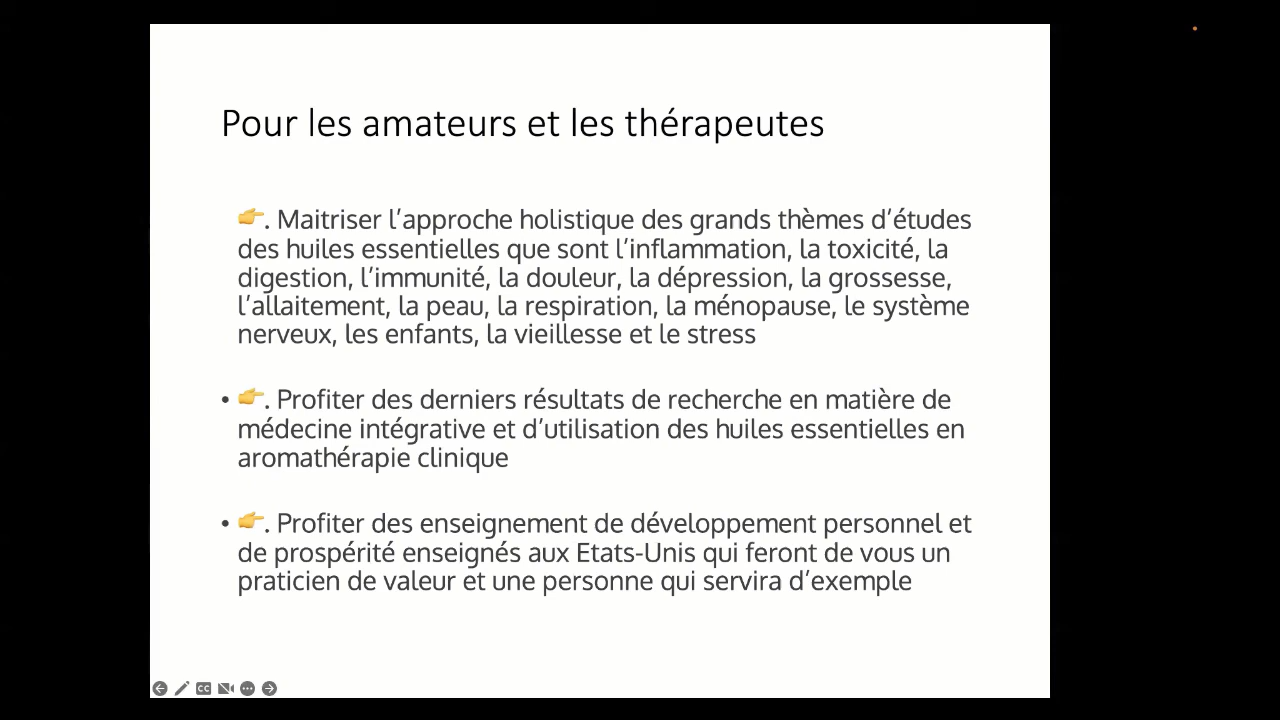 Pour les amateurs et les thérapeutes
👉. Maitriser l’approche holistique des grands thèmes d’études
des huiles essentielles que sont l’inflammation, la toxicité, la
digestion, l’immunité, la douleur, la dépression, la grossesse,
l’allaitement, la peau, la respiration, la ménopause, le système
nerveux, les enfants, la vieillesse et le stress
• 👉. Profiter des derniers résultats de recherche en matière de
médecine intégrative et d’utilisation des huiles essentielles en
aromathérapie clinique
• 👉. Profiter des enseignement de développement personnel et
de prospérité enseignés aux Etats-Unis qui feront de vous un
praticien de valeur et une personne qui servira d’exemple
CC